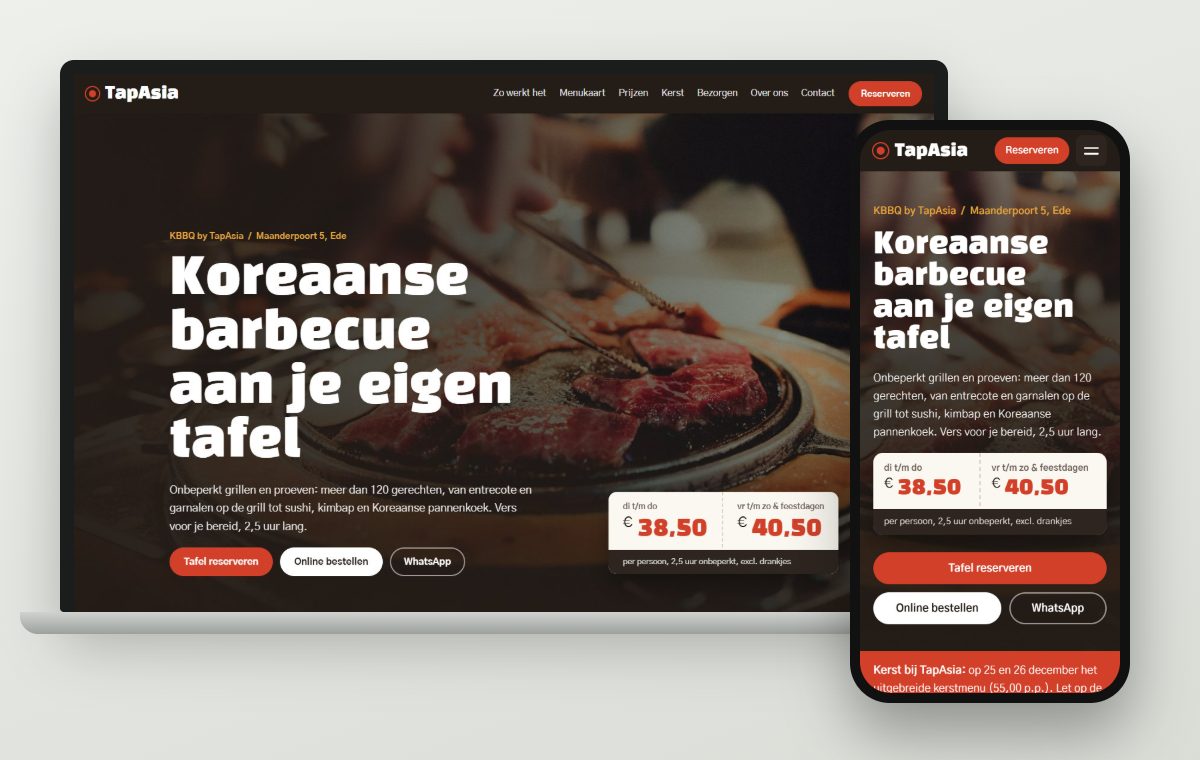 TapAsia
Zo werkt het Menukaart Prijzen Kerst Bezorgen Over ons Contact Reserveren
KBBQ by TapAsia / Maanderpoort 5, Ede
Koreaanse
barbecue
aan je eigen
tafel
Onbeperkt grillen en proeven: meer dan 120 gerechten, van entrecote en
garnalen op de grill tot sushi, kimbap en Koreaanse pannenkoek. Vers
voor je bereid, 2,5 uur lang.
Tafel reserveren Online bestellen WhatsApp
di t/m do vr t/m zo & feestdagen
€ 38,50 € 40,50
per persoon, 2,5 uur onbeperkt, excl. drankjes
TapAsia Reserveren
KBBQ by TapAsia / Maanderpoort 5, Ede
Koreaanse
barbecue
aan je eigen
tafel
Onbeperkt grillen en proeven: meer dan 120
gerechten, van entrecote en garnalen op de
grill tot sushi, kimbap en Koreaanse
pannenkoek. Vers voor je bereid, 2,5 uur lang.
di t/m do vr t/m zo & feestdagen
€ 38,50 € 40,50
per persoon, 2,5 uur onbeperkt, excl. drankjes
Tafel reserveren
Online bestellen WhatsApp
Kerst bij TapAsia: op 25 en 26 december het
uitgebreide kerstmenu (55,00 p.p.). Let op de